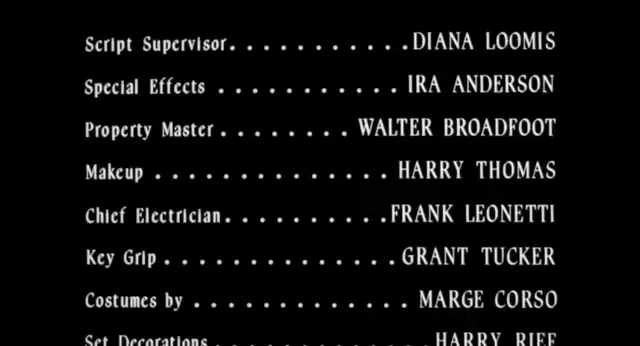 Script Supervisor. . . . . . . . . . . .DIANA LOOMIS
Special Effects . . . . . . . . . . . . IRA ANDERSON
Property Master . . . . . . . . WALTER BROADFOOT
Makeup . . . . . . . . . . . . . . . HARRY THOMAS
Chief Electrician. . . . . . . . . . .FRANK LEONETTI
Key Grip . . . . . . . . . . . . . . . GRANT TUCKER
Costumes by . . . . . . . . . . . . . . MARGE CORSO
Set Decorations . . . . . . . . . . . . . . HARRY